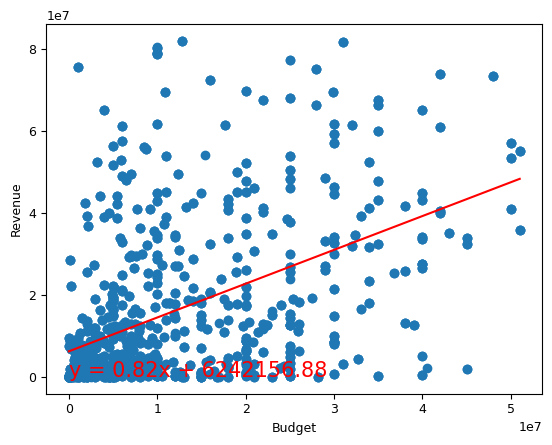 1e7
8
6
4
2
0
Revenue
y = 0.82x + 6242156.88
0 1 2 3 4 5
1e7
Budget